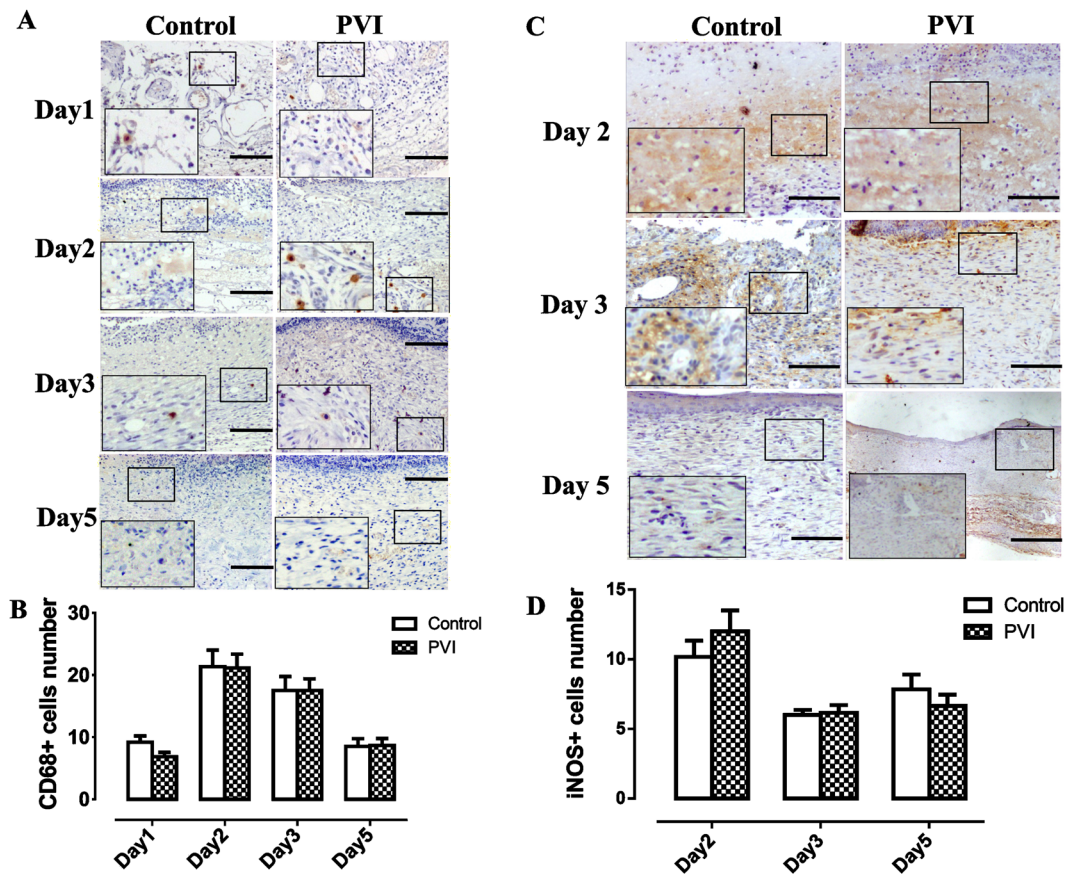 A
Control PVI
Day1
Day2
Day3
Day5
B
CD68+ cells number
30
20
10
0
Control
PVI
Day1 Day2 Day3 Day5
C
Control PVI
Day 2
Day 3
Day 5
D
iNOS+ cells number
15
10
5
0
Control
PVI
Day2 Day3 Day5